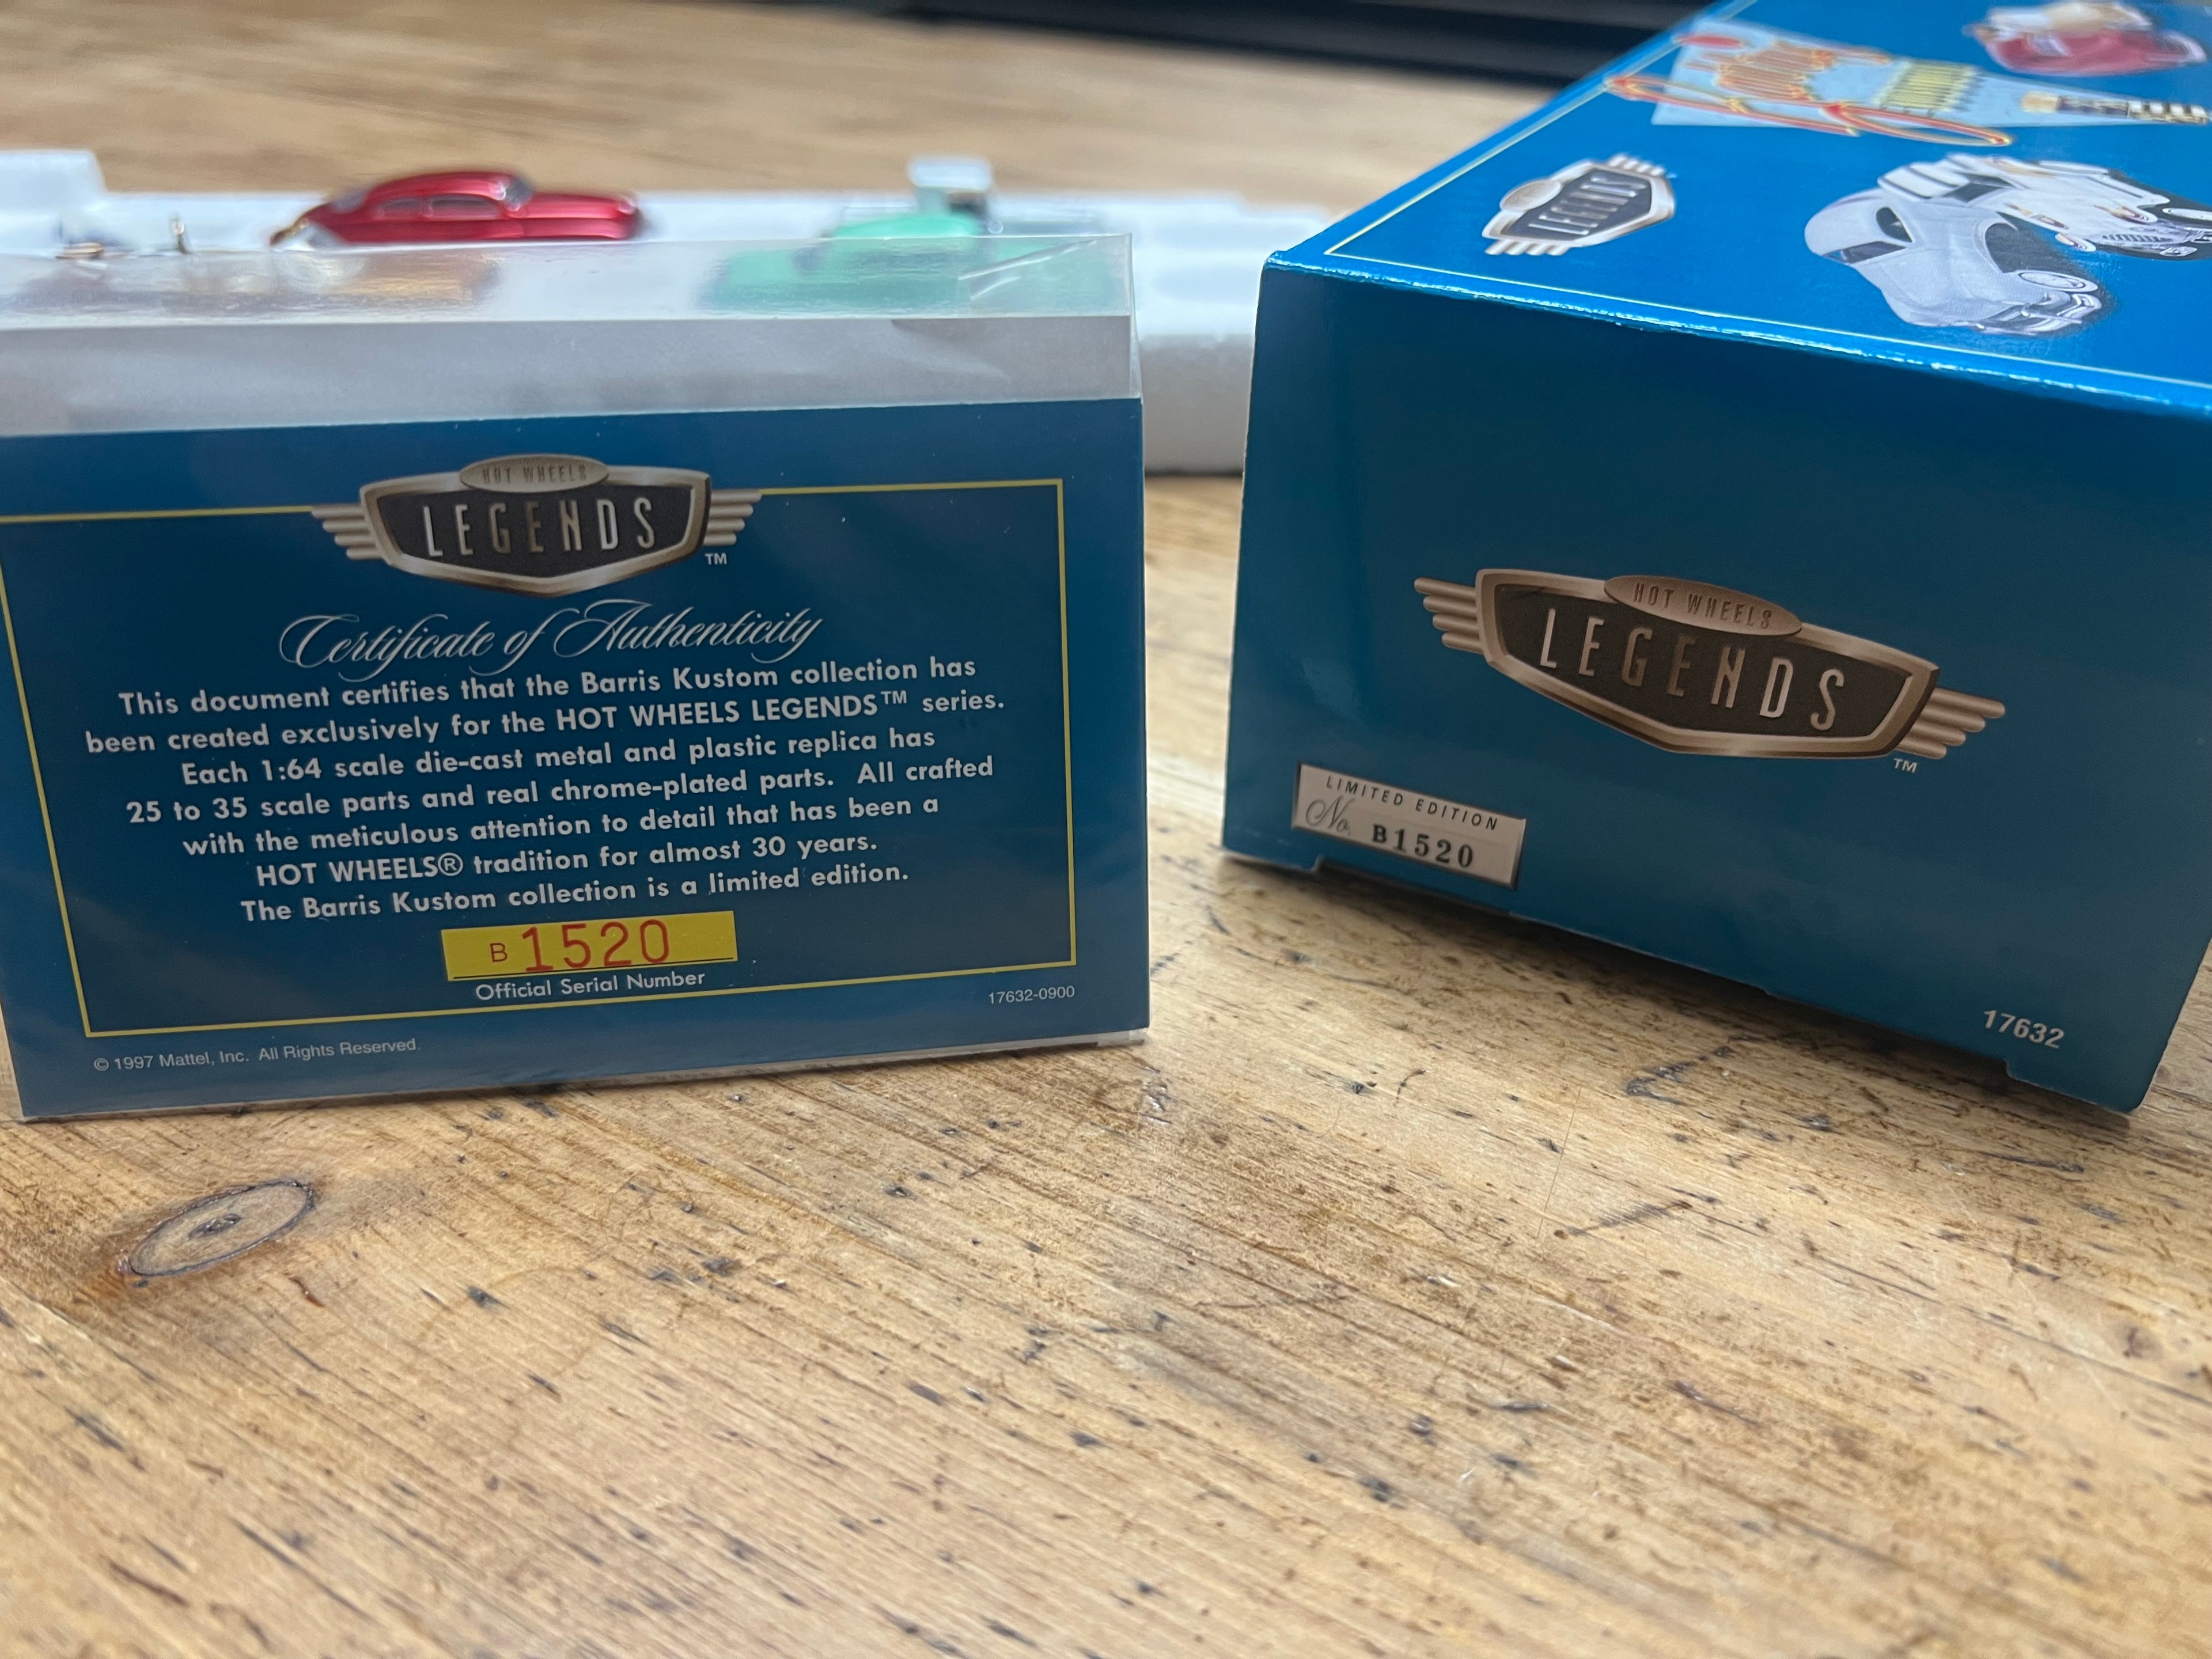 HOT WHEELS
LEGENDS
TM
Certificate of Authenticity
This document certifies that the Barris Kustom collection has
been created exclusively for the HOT WHEELS LEGENDS™ series.
Each 1:64 scale die-cast metal and plastic replica has
25 to 35 scale parts and real chrome-plated parts. All crafted
with the meticulous attention to detail that has been a
HOT WHEELS® tradition for almost 30 years.
The Barris Kustom collection is a limited edition.
B 1520
Official Serial Number
17632-0900
© 1997 Mattel, Inc. All Rights Reserved.
LEGENDS
HOT WHEELS
LEGENDS
TM
LIMITED EDITION
No. B1520
17632